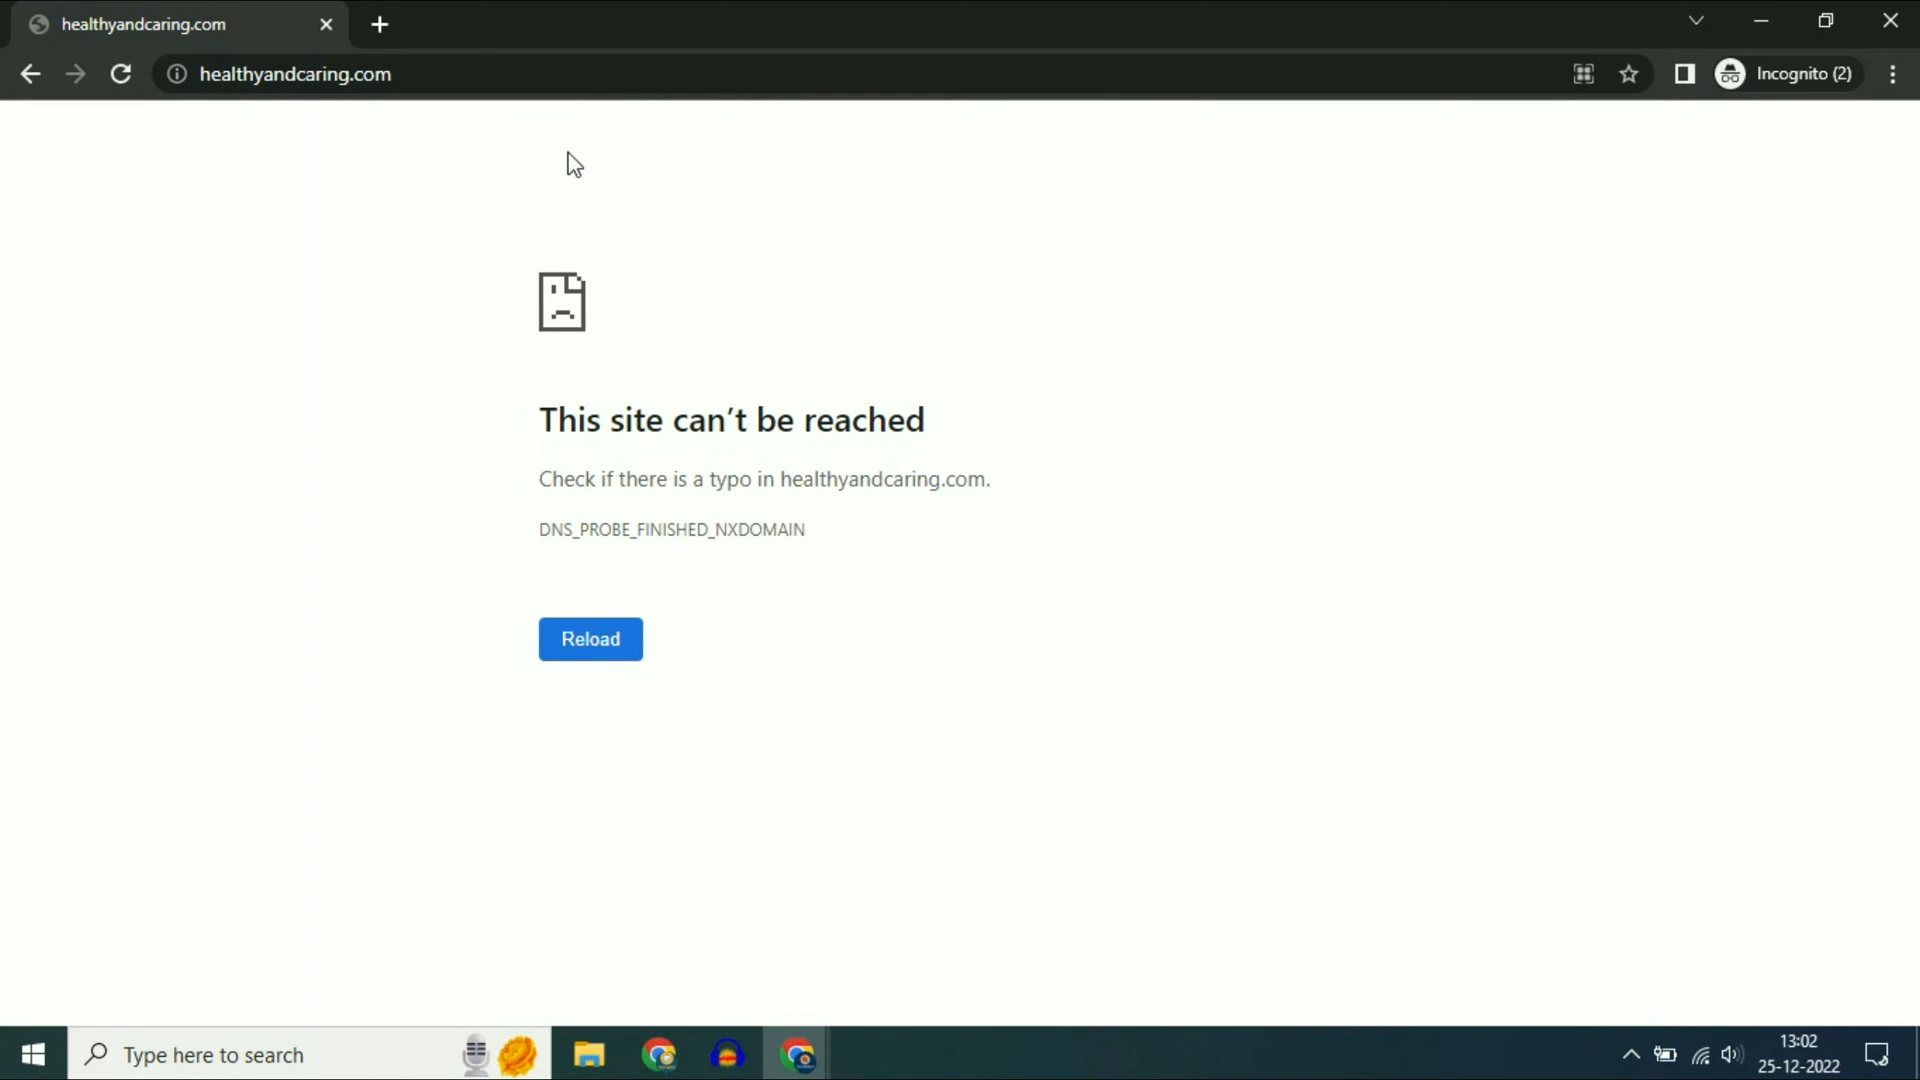 healthyandcaring.com
healthyandcaring.com
Incognito (2)
This site can’t be reached
Check if there is a typo in healthyandcaring.com.
DNS_PROBE_FINISHED_NXDOMAIN
Reload
Type here to search
13:02
25-12-2022